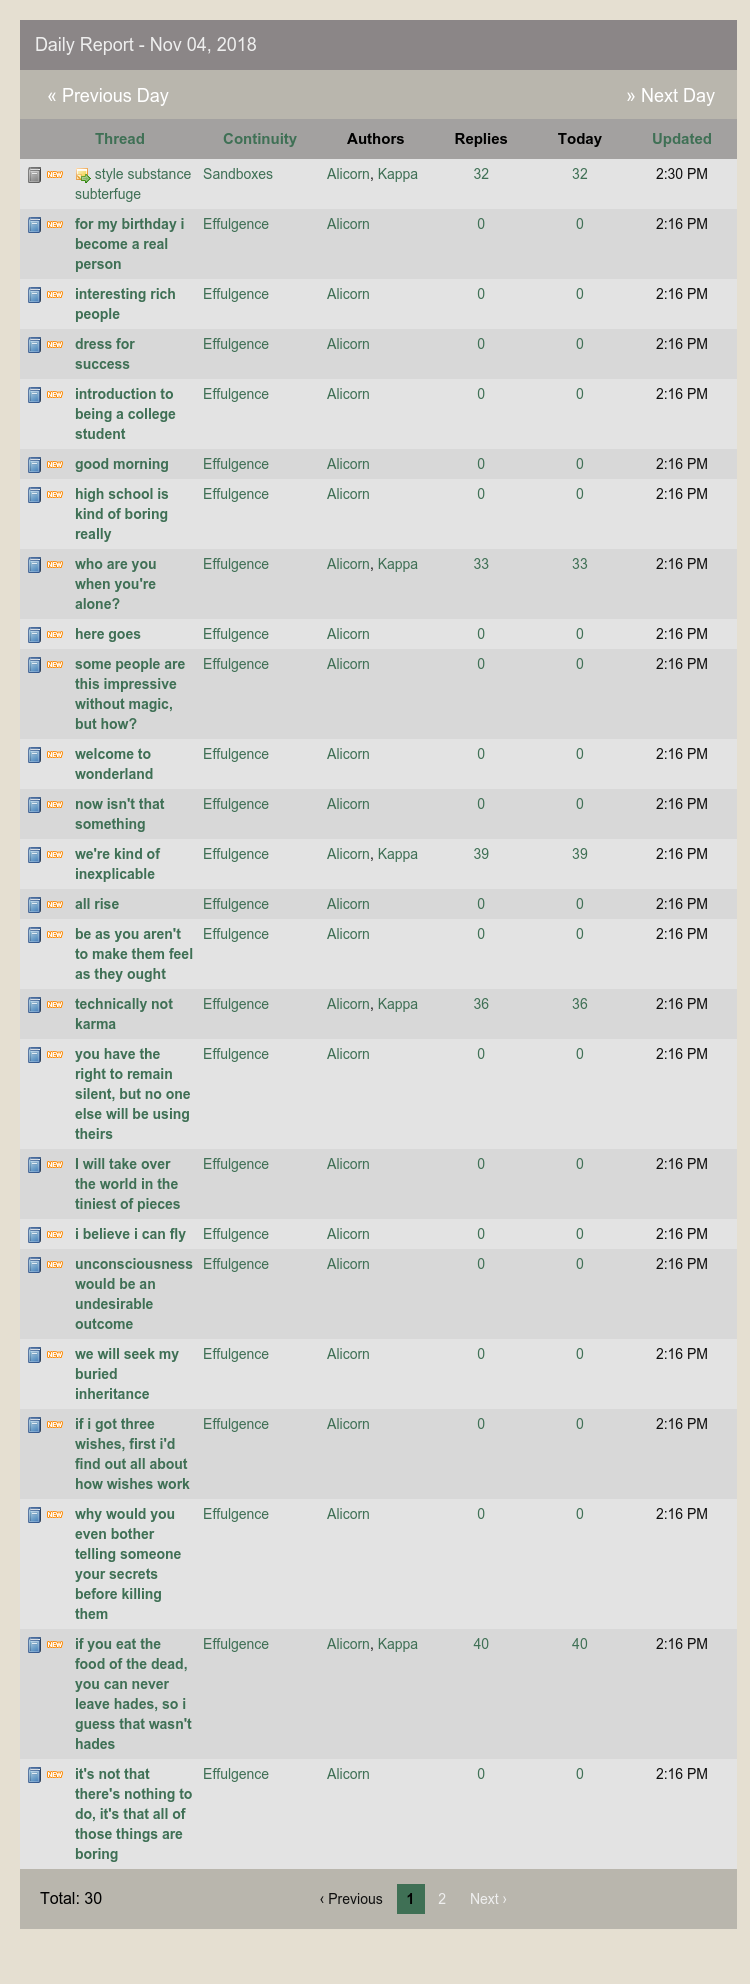 Daily Report - Nov 04, 2018
« Previous Day » Next Day
Thread Continuity Authors Replies Today Updated
NEW style substance Sandboxes Alicorn, Kappa 32 32 2:30 PM
subterfuge
NEW for my birthday i Effulgence Alicorn 0 0 2:16 PM
become a real
person
NEW interesting rich Effulgence Alicorn 0 0 2:16 PM
people
NEW dress for Effulgence Alicorn 0 0 2:16 PM
success
NEW introduction to Effulgence Alicorn 0 0 2:16 PM
being a college
student
NEW good morning Effulgence Alicorn 0 0 2:16 PM
NEW high school is Effulgence Alicorn 0 0 2:16 PM
kind of boring
really
NEW who are you Effulgence Alicorn, Kappa 33 33 2:16 PM
when you're
alone?
NEW here goes Effulgence Alicorn 0 0 2:16 PM
NEW some people are Effulgence Alicorn 0 0 2:16 PM
this impressive
without magic,
but how?
NEW welcome to Effulgence Alicorn 0 0 2:16 PM
wonderland
NEW now isn't that Effulgence Alicorn 0 0 2:16 PM
something
NEW we're kind of Effulgence Alicorn, Kappa 39 39 2:16 PM
inexplicable
NEW all rise Effulgence Alicorn 0 0 2:16 PM
NEW be as you aren't Effulgence Alicorn 0 0 2:16 PM
to make them feel
as they ought
NEW technically not Effulgence Alicorn, Kappa 36 36 2:16 PM
karma
NEW you have the Effulgence Alicorn 0 0 2:16 PM
right to remain
silent, but no one
else will be using
theirs
NEW I will take over Effulgence Alicorn 0 0 2:16 PM
the world in the
tiniest of pieces
NEW i believe i can fly Effulgence Alicorn 0 0 2:16 PM
NEW unconsciousness Effulgence Alicorn 0 0 2:16 PM
would be an
undesirable
outcome
NEW we will seek my Effulgence Alicorn 0 0 2:16 PM
buried
inheritance
NEW if i got three Effulgence Alicorn 0 0 2:16 PM
wishes, first i'd
find out all about
how wishes work
NEW why would you Effulgence Alicorn 0 0 2:16 PM
even bother
telling someone
your secrets
before killing
them
NEW if you eat the Effulgence Alicorn, Kappa 40 40 2:16 PM
food of the dead,
you can never
leave hades, so i
guess that wasn't
hades
NEW it's not that Effulgence Alicorn 0 0 2:16 PM
there's nothing to
do, it's that all of
those things are
boring
Total: 30 ‹ Previous 1 2 Next ›